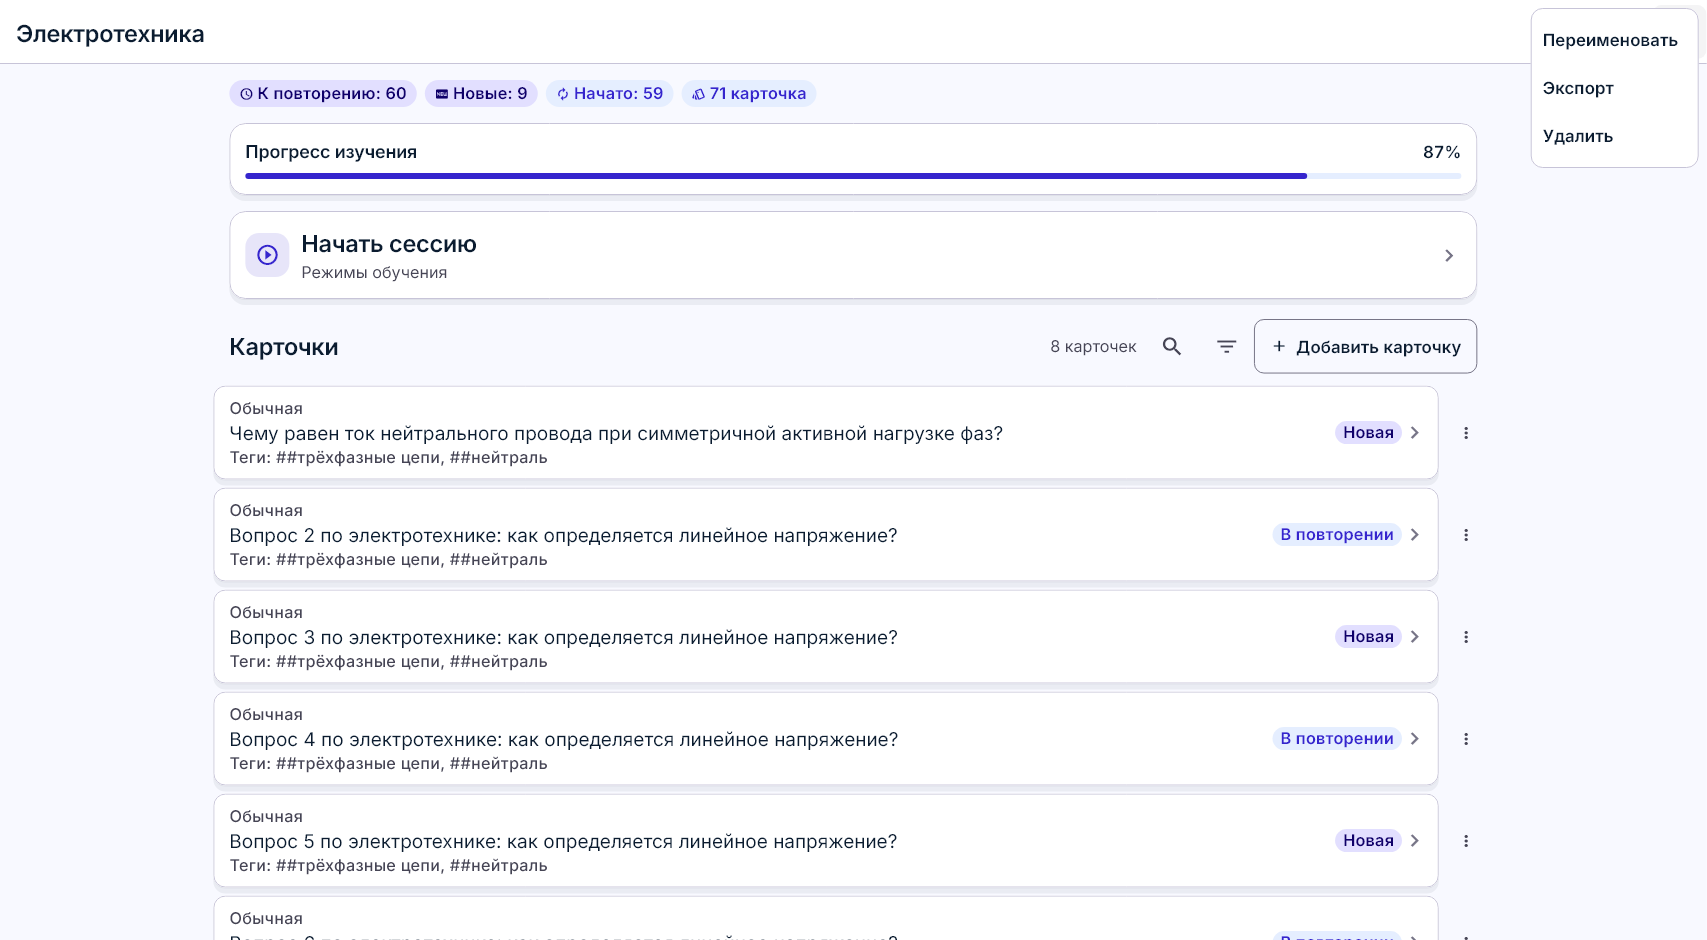 Электротехника
Переименовать
Экспорт
Удалить
К повторению: 60
Новые: 9
Начато: 59
71 карточка
Прогресс изучения
87%
Начать сессию
Режимы обучения
Карточки
8 карточек
+ Добавить карточку
Обычная
Чему равен ток нейтрального провода при симметричной активной нагрузке фаз?
Новая
Теги: ##трёхфазные цепи, ##нейтраль
Обычная
Вопрос 2 по электротехнике: как определяется линейное напряжение?
В повторении
Теги: ##трёхфазные цепи, ##нейтраль
Обычная
Вопрос 3 по электротехнике: как определяется линейное напряжение?
Новая
Теги: ##трёхфазные цепи, ##нейтраль
Обычная
Вопрос 4 по электротехнике: как определяется линейное напряжение?
В повторении
Теги: ##трёхфазные цепи, ##нейтраль
Обычная
Вопрос 5 по электротехнике: как определяется линейное напряжение?
Новая
Теги: ##трёхфазные цепи, ##нейтраль
Обычная